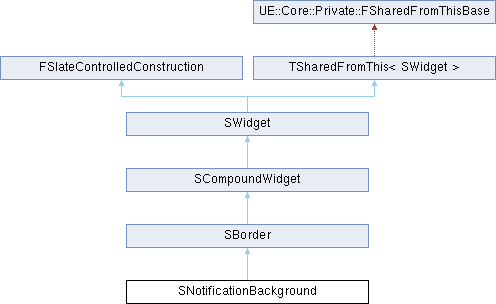 UE::Core::Private::FSharedFromThisBase
FSlateControlledConstruction
TSharedFromThis< SWidget >
SWidget
SCompoundWidget
SBorder
SNotificationBackground